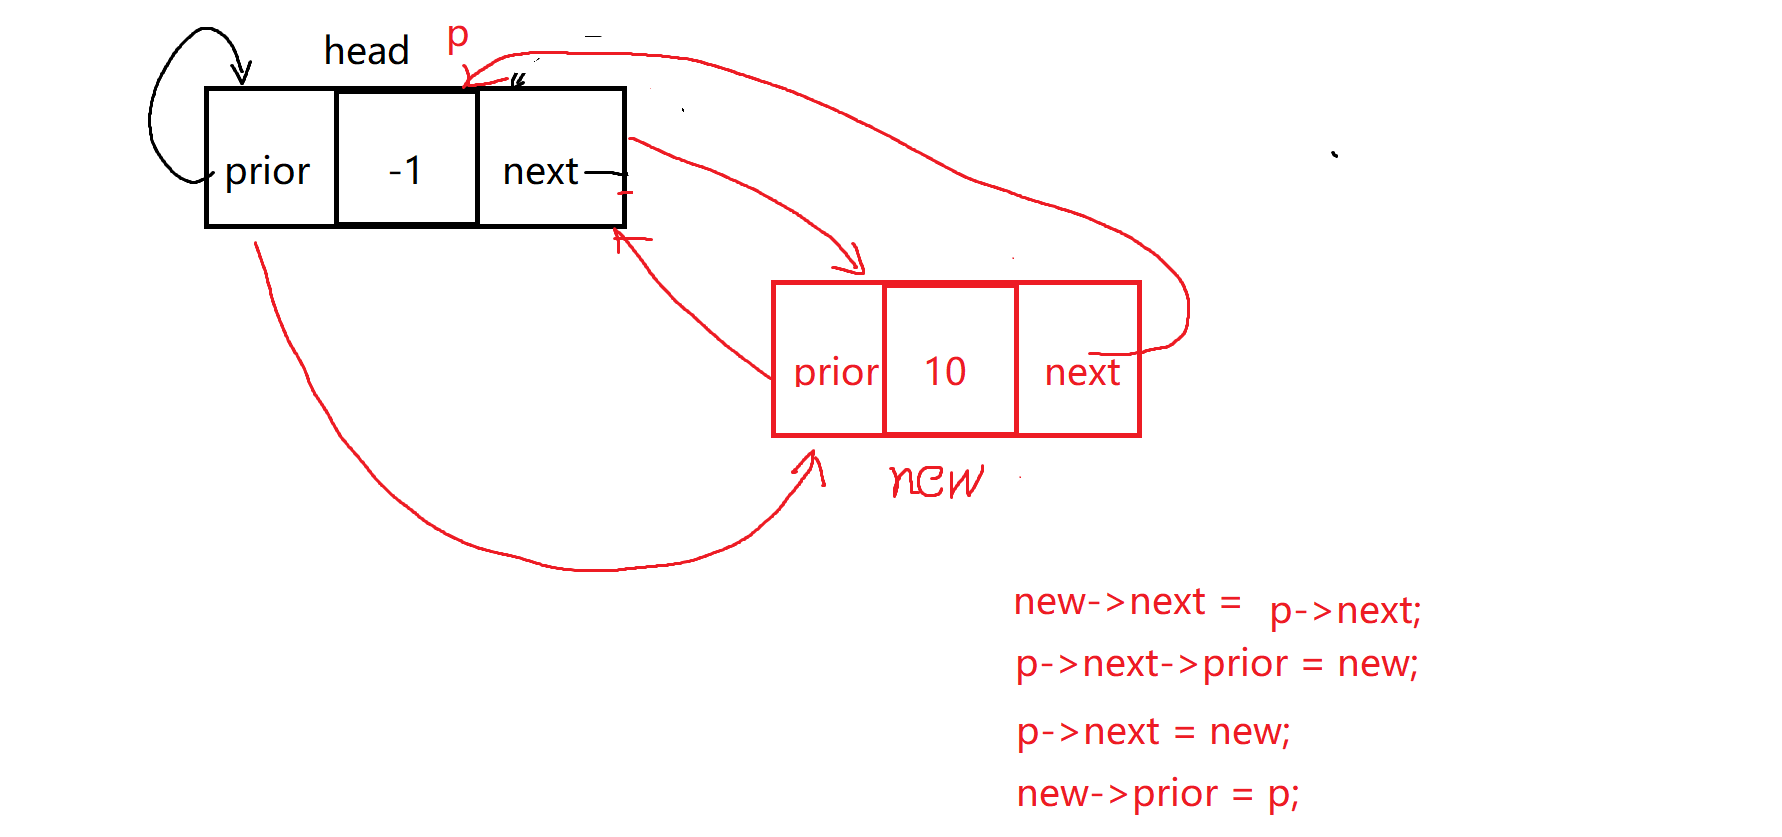 head p
prior -1 next
prior 10 next
new
new->next = p->next;
p->next->prior = new;
p->next = new;
new->prior = p;